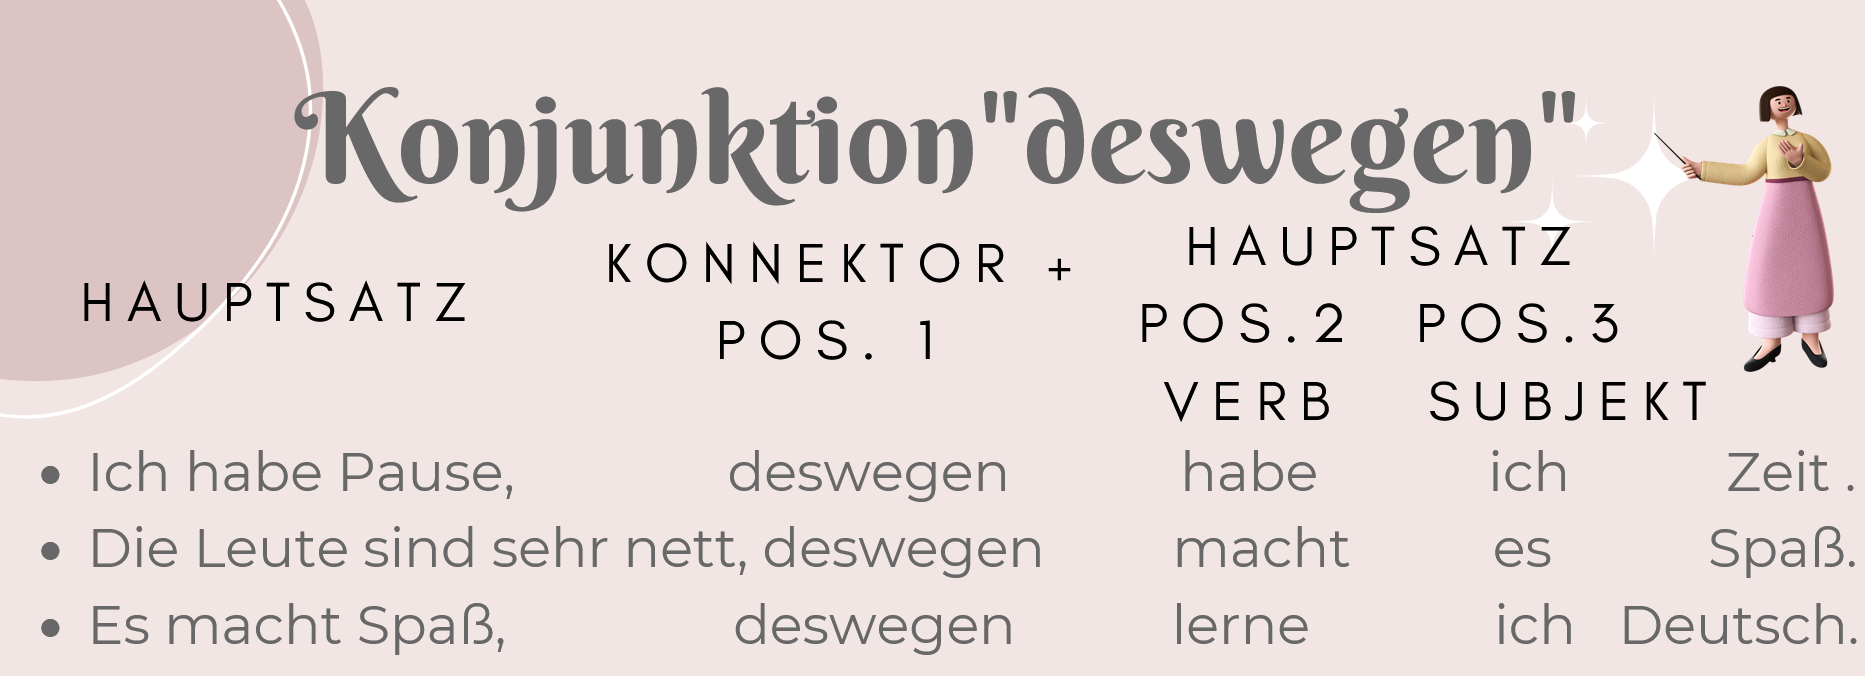 Konjunktion"deswegen"
HAUPTSATZ
KONNEKTOR +
POS. 1
HAUPTSATZ
POS.2 POS.3
VERB SUBJEKT
• Ich habe Pause, deswegen habe ich Zeit .
• Die Leute sind sehr nett, deswegen macht es Spaß.
• Es macht Spaß, deswegen lerne ich Deutsch.